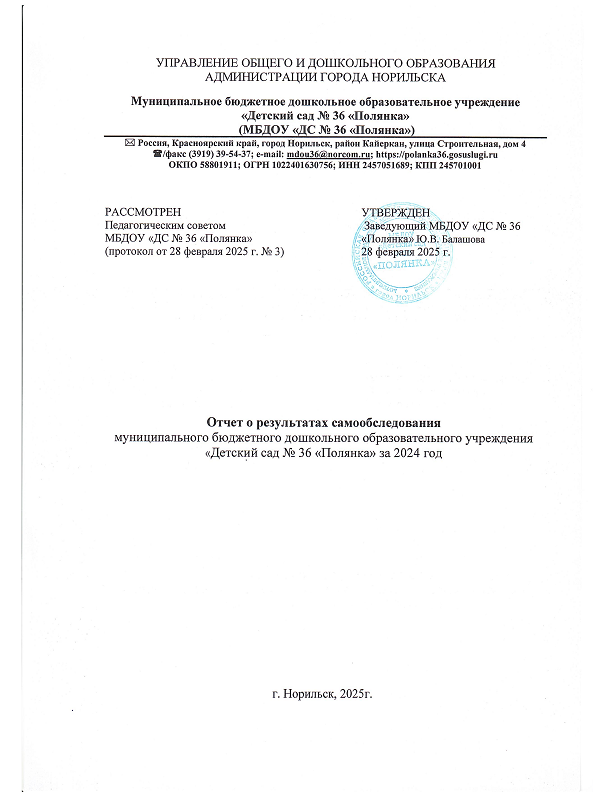 УПРАВЛЕНИЕ ОБЩЕГО И ДОШКОЛЬНОГО ОБРАЗОВАНИЯ
АДМИНИСТРАЦИИ ГОРОДА НОРИЛЬСКА
Муниципальное бюджетное дошкольное образовательное учреждение
«Детский сад № 36 «Полянка»
(МБДОУ «ДС № 36 «Полянка»)
🖂 Россия, Красноярский край, город Норильск, район Кайеркан, улица Строительная, дом 4
☎/факс (3919) 39-54-37; e-mail: mdou36@norcom.ru; https://polanka36.gosuslugi.ru
ОКПО 58801911; ОГРН 1022401630756; ИНН 2457051689; КПП 245701001
РАССМОТРЕН
Педагогическим советом
МБДОУ «ДС № 36 «Полянка»
(протокол от 28 февраля 2025 г. № 3)
УТВЕРЖДЕН
Заведующий МБДОУ «ДС № 36
«Полянка» Ю.В. Балашова
28 февраля 2025 г.
«ПОЛЯНКА»
Отчет о результатах самообследования
муниципального бюджетного дошкольного образовательного учреждения
«Детский сад № 36 «Полянка» за 2024 год
г. Норильск, 2025г.